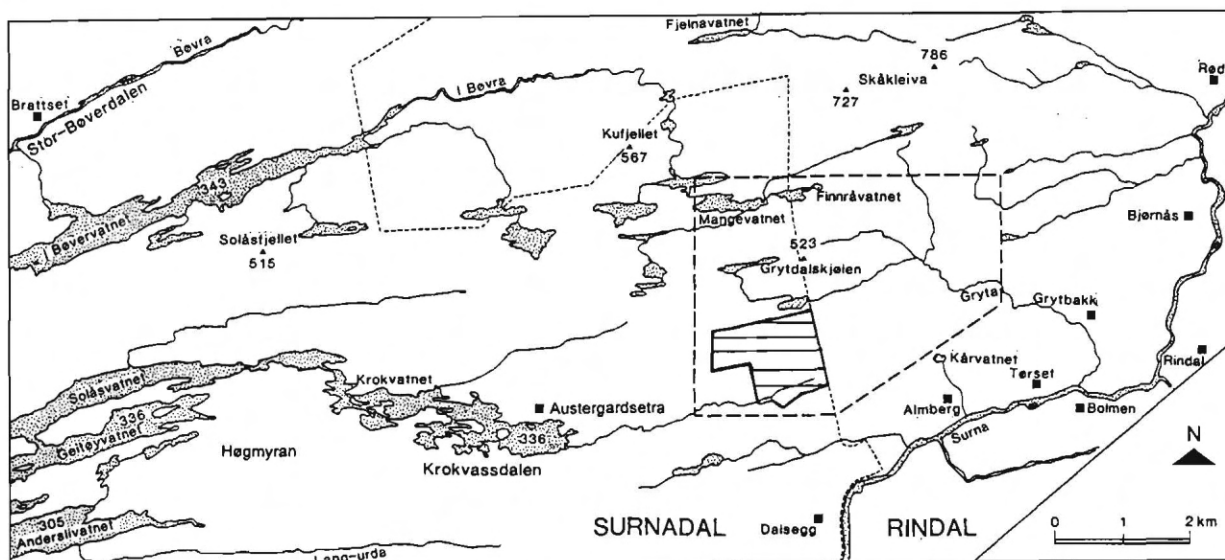 Fjelnavatnet
Bøvra
786
Skåkleiva
727
Rød
Brattset
Stor-Bøverdalen
I Bøvra
Kufjellet
567
343
I Bøvervatnet
Solåsfjellet
515
Mangevatnet
Finnråvatnet
Bjørnås
523
Grytdalskjølen
Gryta
Grytbakk
Rindal
Solåsvatnet
Krokvatnet
Kårvatnet
Tørset
336
Geitøyvatnet
Austergardsetra
Almberg
Bolmen
Høgmyran
336
Krokvassdalen
Surna
N
305
Anderslivatnet
SURNADAL
Dalsegg
RINDAL
0 1 2 km
Lang-urda